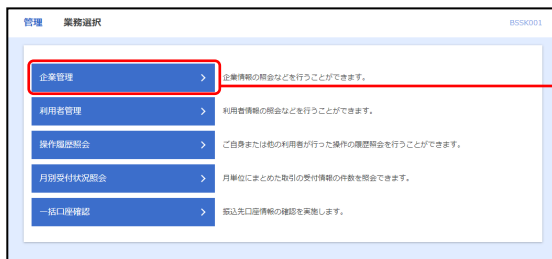 管理 業務選択 BSSK001
企業管理 企業情報の照会などを行うことができます。
利用者管理 利用者情報の照会などを行うことができます。
操作履歴照会 ご自身または他の利用者が行った操作の履歴照会を行うことができます。
月別受付状況照会 月単位にまとめた取引の受付情報の件数を照会できます。
一括口座確認 振込先口座情報の確認を実施します。